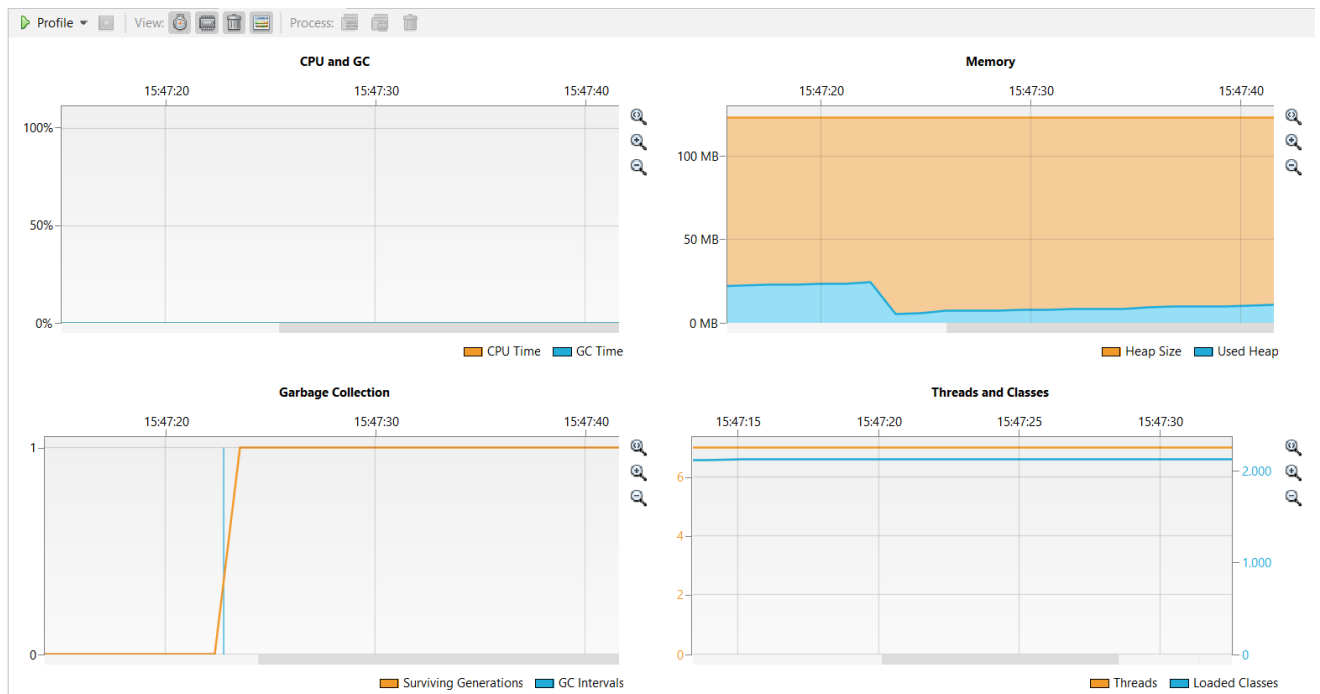 Profile View: Process:
CPU and GC
15:47:20 15:47:30 15:47:40
100%
50%
0%
CPU Time GC Time
Memory
15:47:20 15:47:30 15:47:40
100 MB
50 MB
0 MB
Heap Size Used Heap
Garbage Collection
15:47:20 15:47:30 15:47:40
1
0
Surviving Generations GC Intervals
Threads and Classes
15:47:15 15:47:20 15:47:25 15:47:30
6 2.000
4
1.000
2
0 0
Threads Loaded Classes